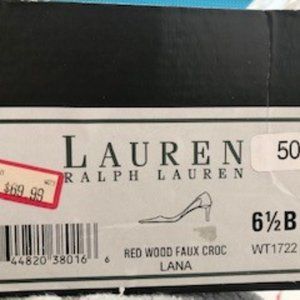 LAUREN
RALPH LAUREN
50
$69.99
6½B
RED WOOD FAUX CROC
WT1722
44820 38016 6
LANA